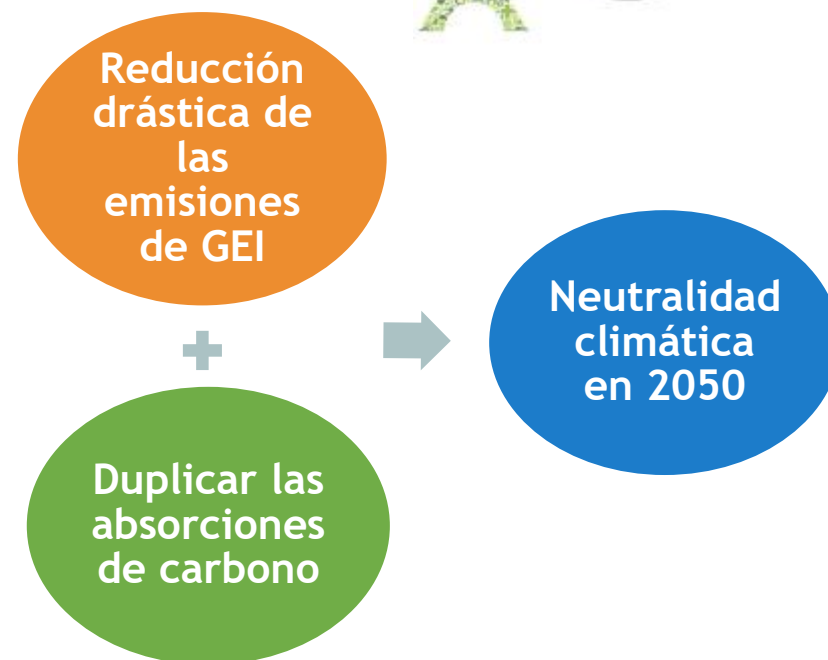 Reducción
drástica de
las
emisiones
de GEI
Duplicar las
absorciones
de carbono
Neutralidad
climática
en 2050